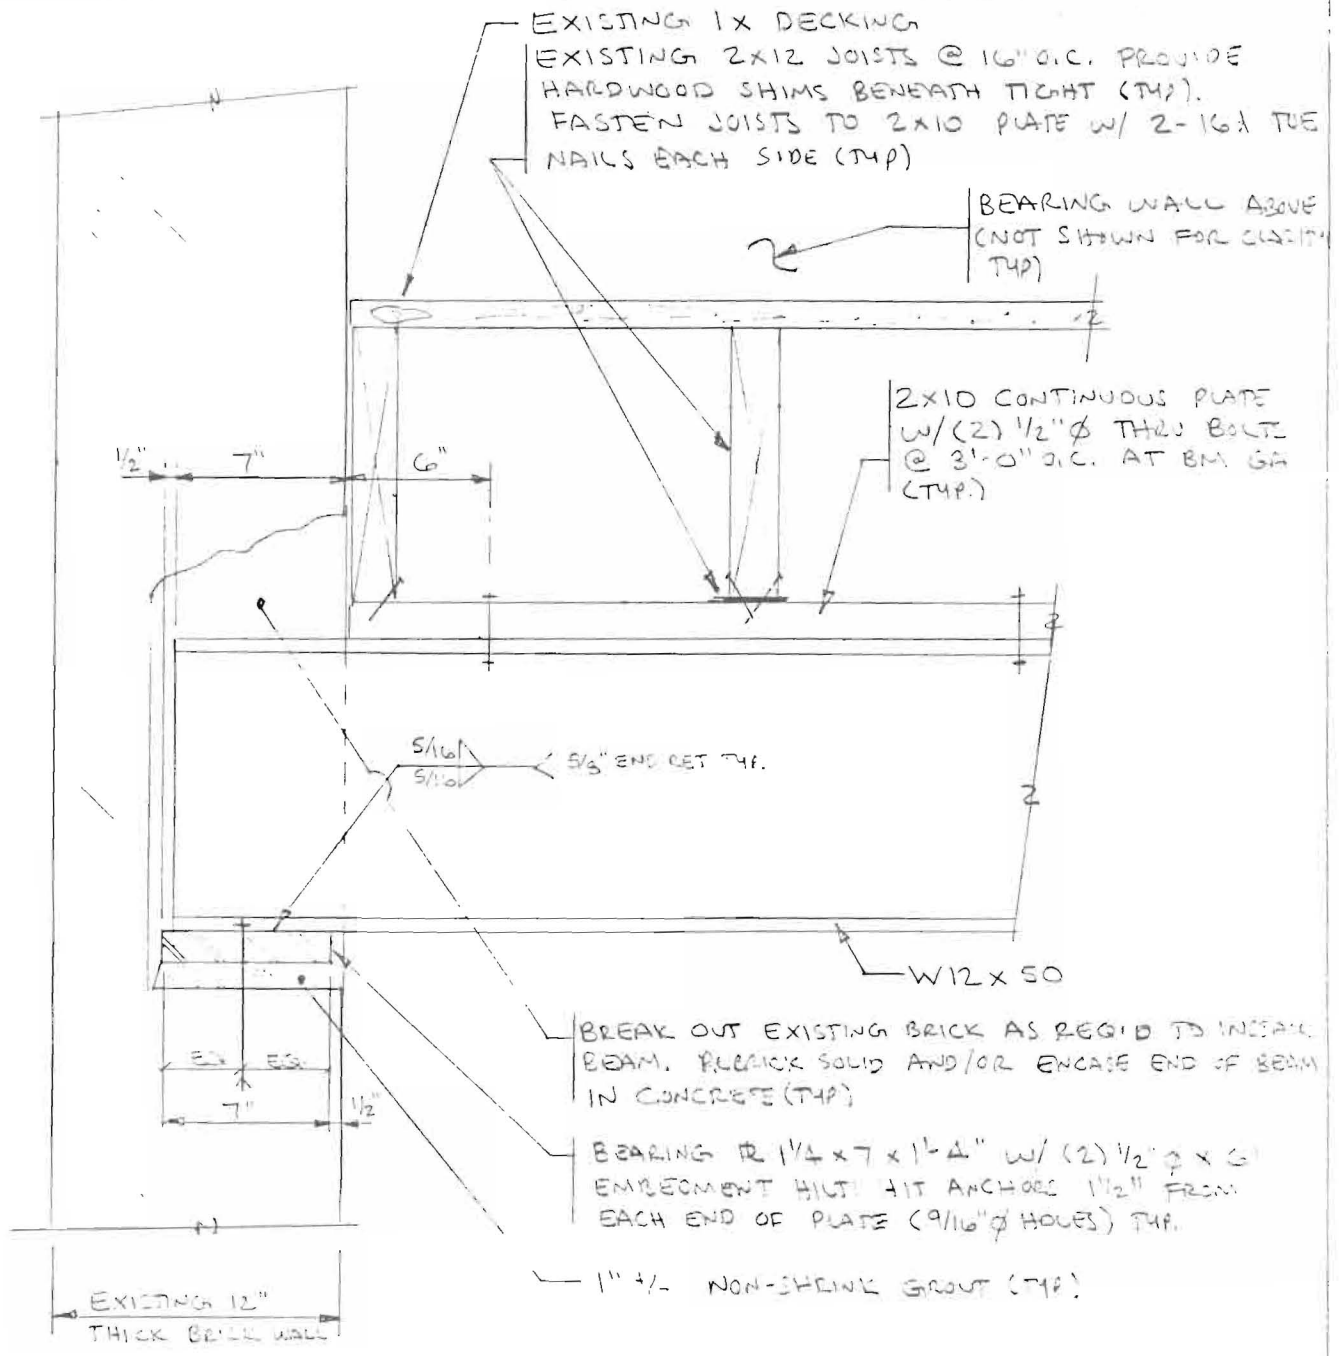 EXISTING 1X DECKING
EXISTING 2X12 JOISTS @ 16" O.C. PROVIDE
HARDWOOD SHIMS BENEATH TIGHT (TYP).
FASTEN JOISTS TO 2X10 PLATE W/ 2-16d TOE
NAILS EACH SIDE (TYP)
BEARING WALL ABOVE
(NOT SHOWN FOR CLARITY
TYP)
2X10 CONTINUOUS PLATE
W/(2) 1/2"Ø THRU BOLTS
@ 3'-0" O.C. AT BM GA
(TYP.)
1/2"
7"
6"
5/16
5/16
5/8" END RET TYP.
W12 X 50
BREAK OUT EXISTING BRICK AS REQ'D TO INSTALL
BEAM. REBRICK SOLID AND/OR ENCASE END OF BEAM
IN CONCRETE (TYP)
EQ.
EQ.
7"
1/2"
BEARING PL 1 1/4 x 7 x 1'-4" W/ (2) 1/2"Ø x 6"
EMBEDMENT HILTI HIT ANCHORS 1 1/2" FROM
EACH END OF PLATE (9/16"Ø HOLES) TYP.
1" +/- NON-SHRINK GROUT (TYP)
EXISTING 12"
THICK BRICK WALL